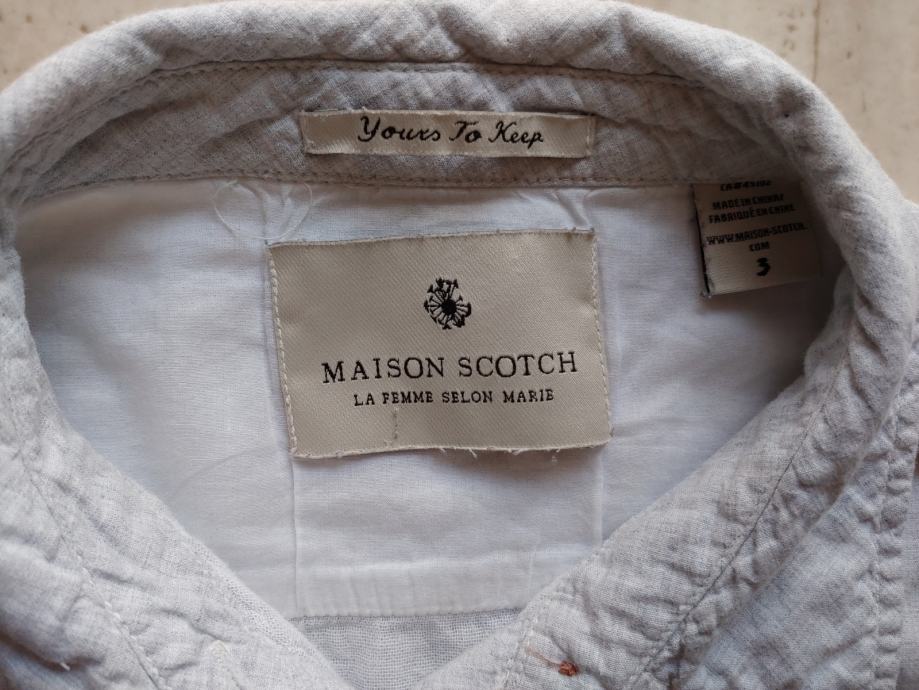 Yours To Keep
MADE IN CHINA/
FABRIQUÉ EN CHINE
WWW.MAISON-SCOTCH.
COM
3
MAISON SCOTCH
LA FEMME SELON MARIE